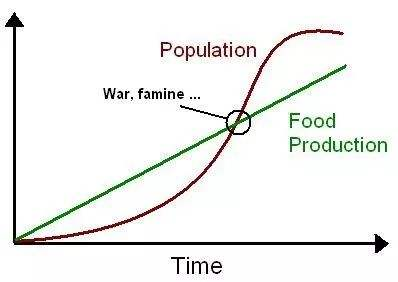 Population
War, famine ...
Food
Production
Time